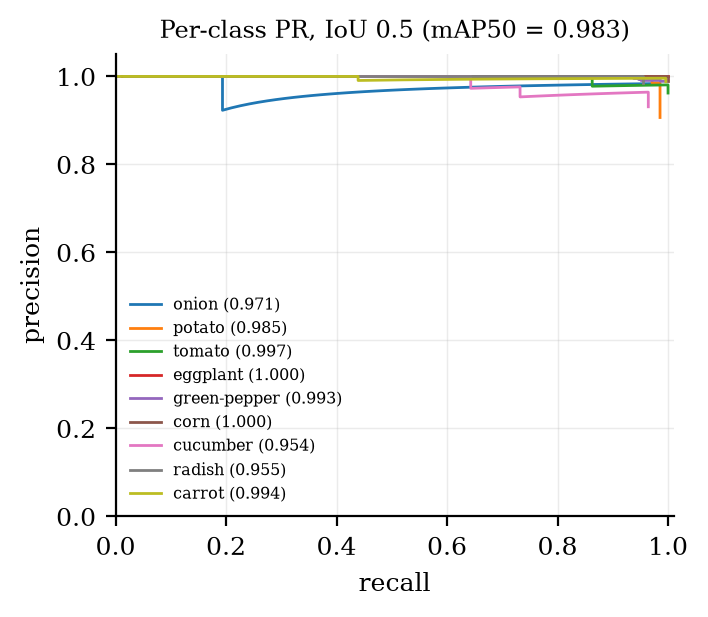 Per-class PR, IoU 0.5 (mAP50 = 0.983)
1.0
0.8
0.6
0.4
0.2
0.0
precision
onion (0.971)
potato (0.985)
tomato (0.997)
eggplant (1.000)
green-pepper (0.993)
corn (1.000)
cucumber (0.954)
radish (0.955)
carrot (0.994)
0.0 0.2 0.4 0.6 0.8 1.0
recall